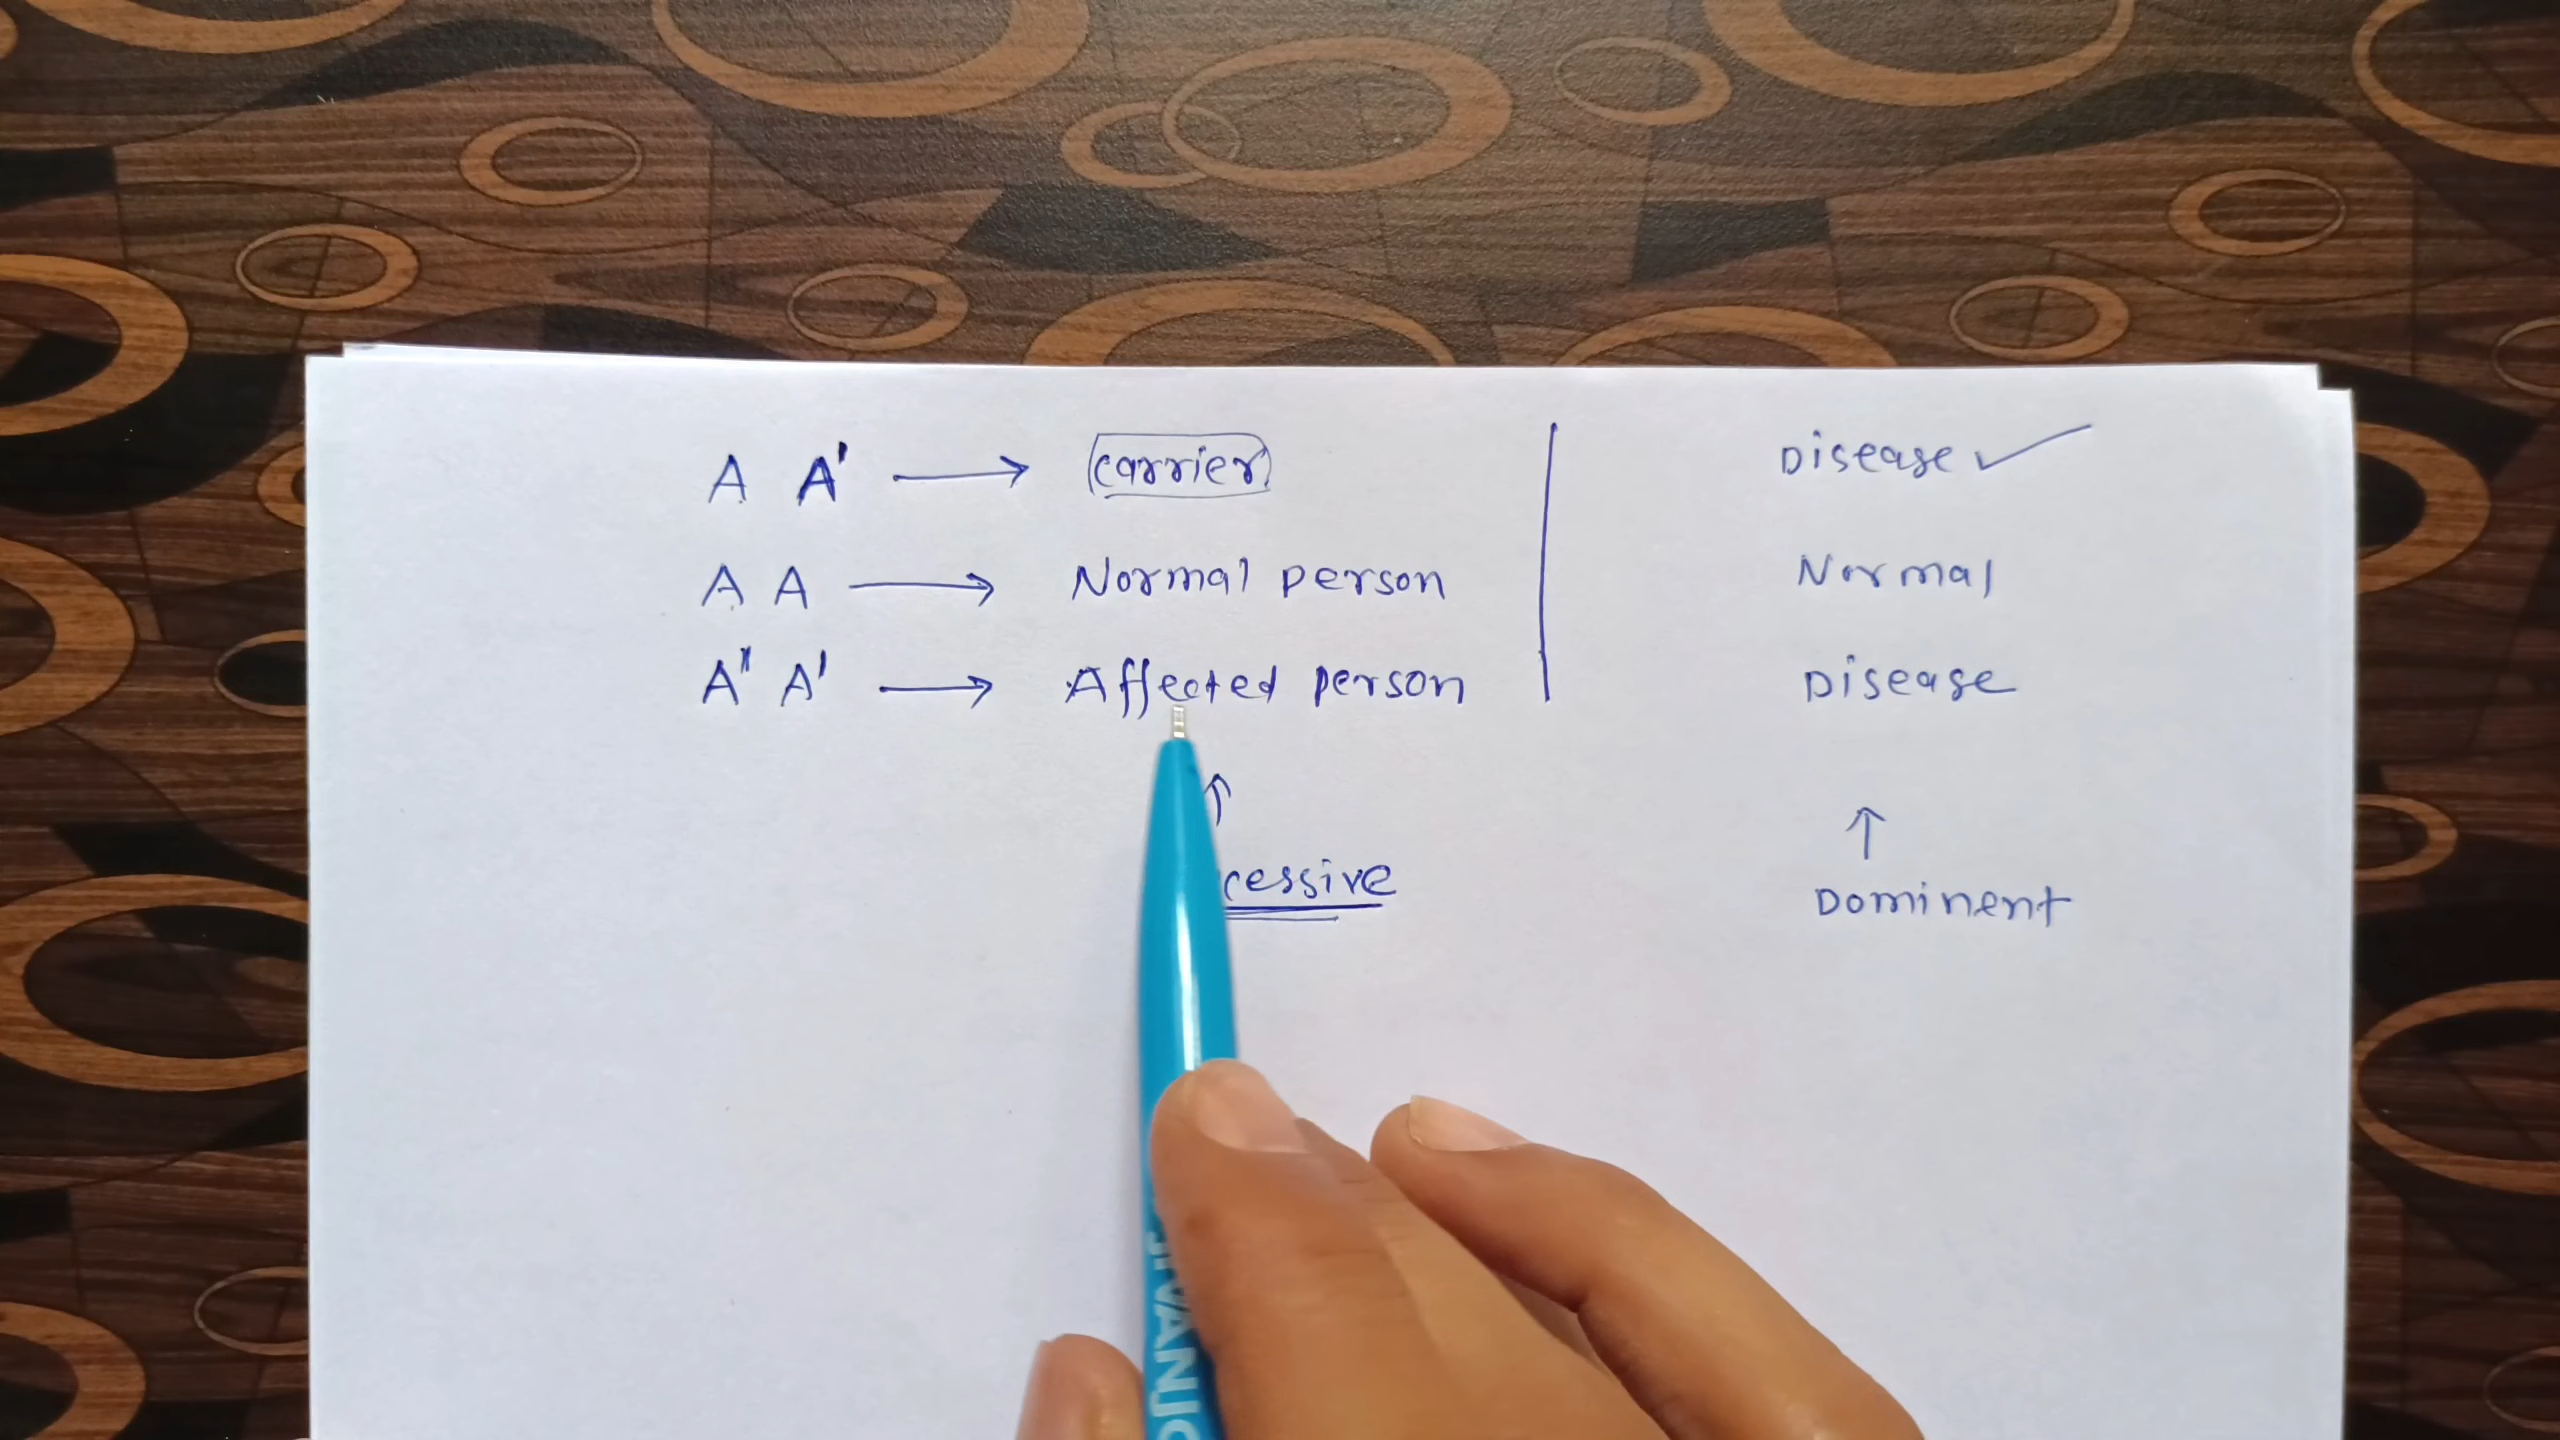 A A' → carrier | Disease ✓
A A → Normal person | Normal
A" A' → Affected person | Disease
↑ ↑
cessive Dominent